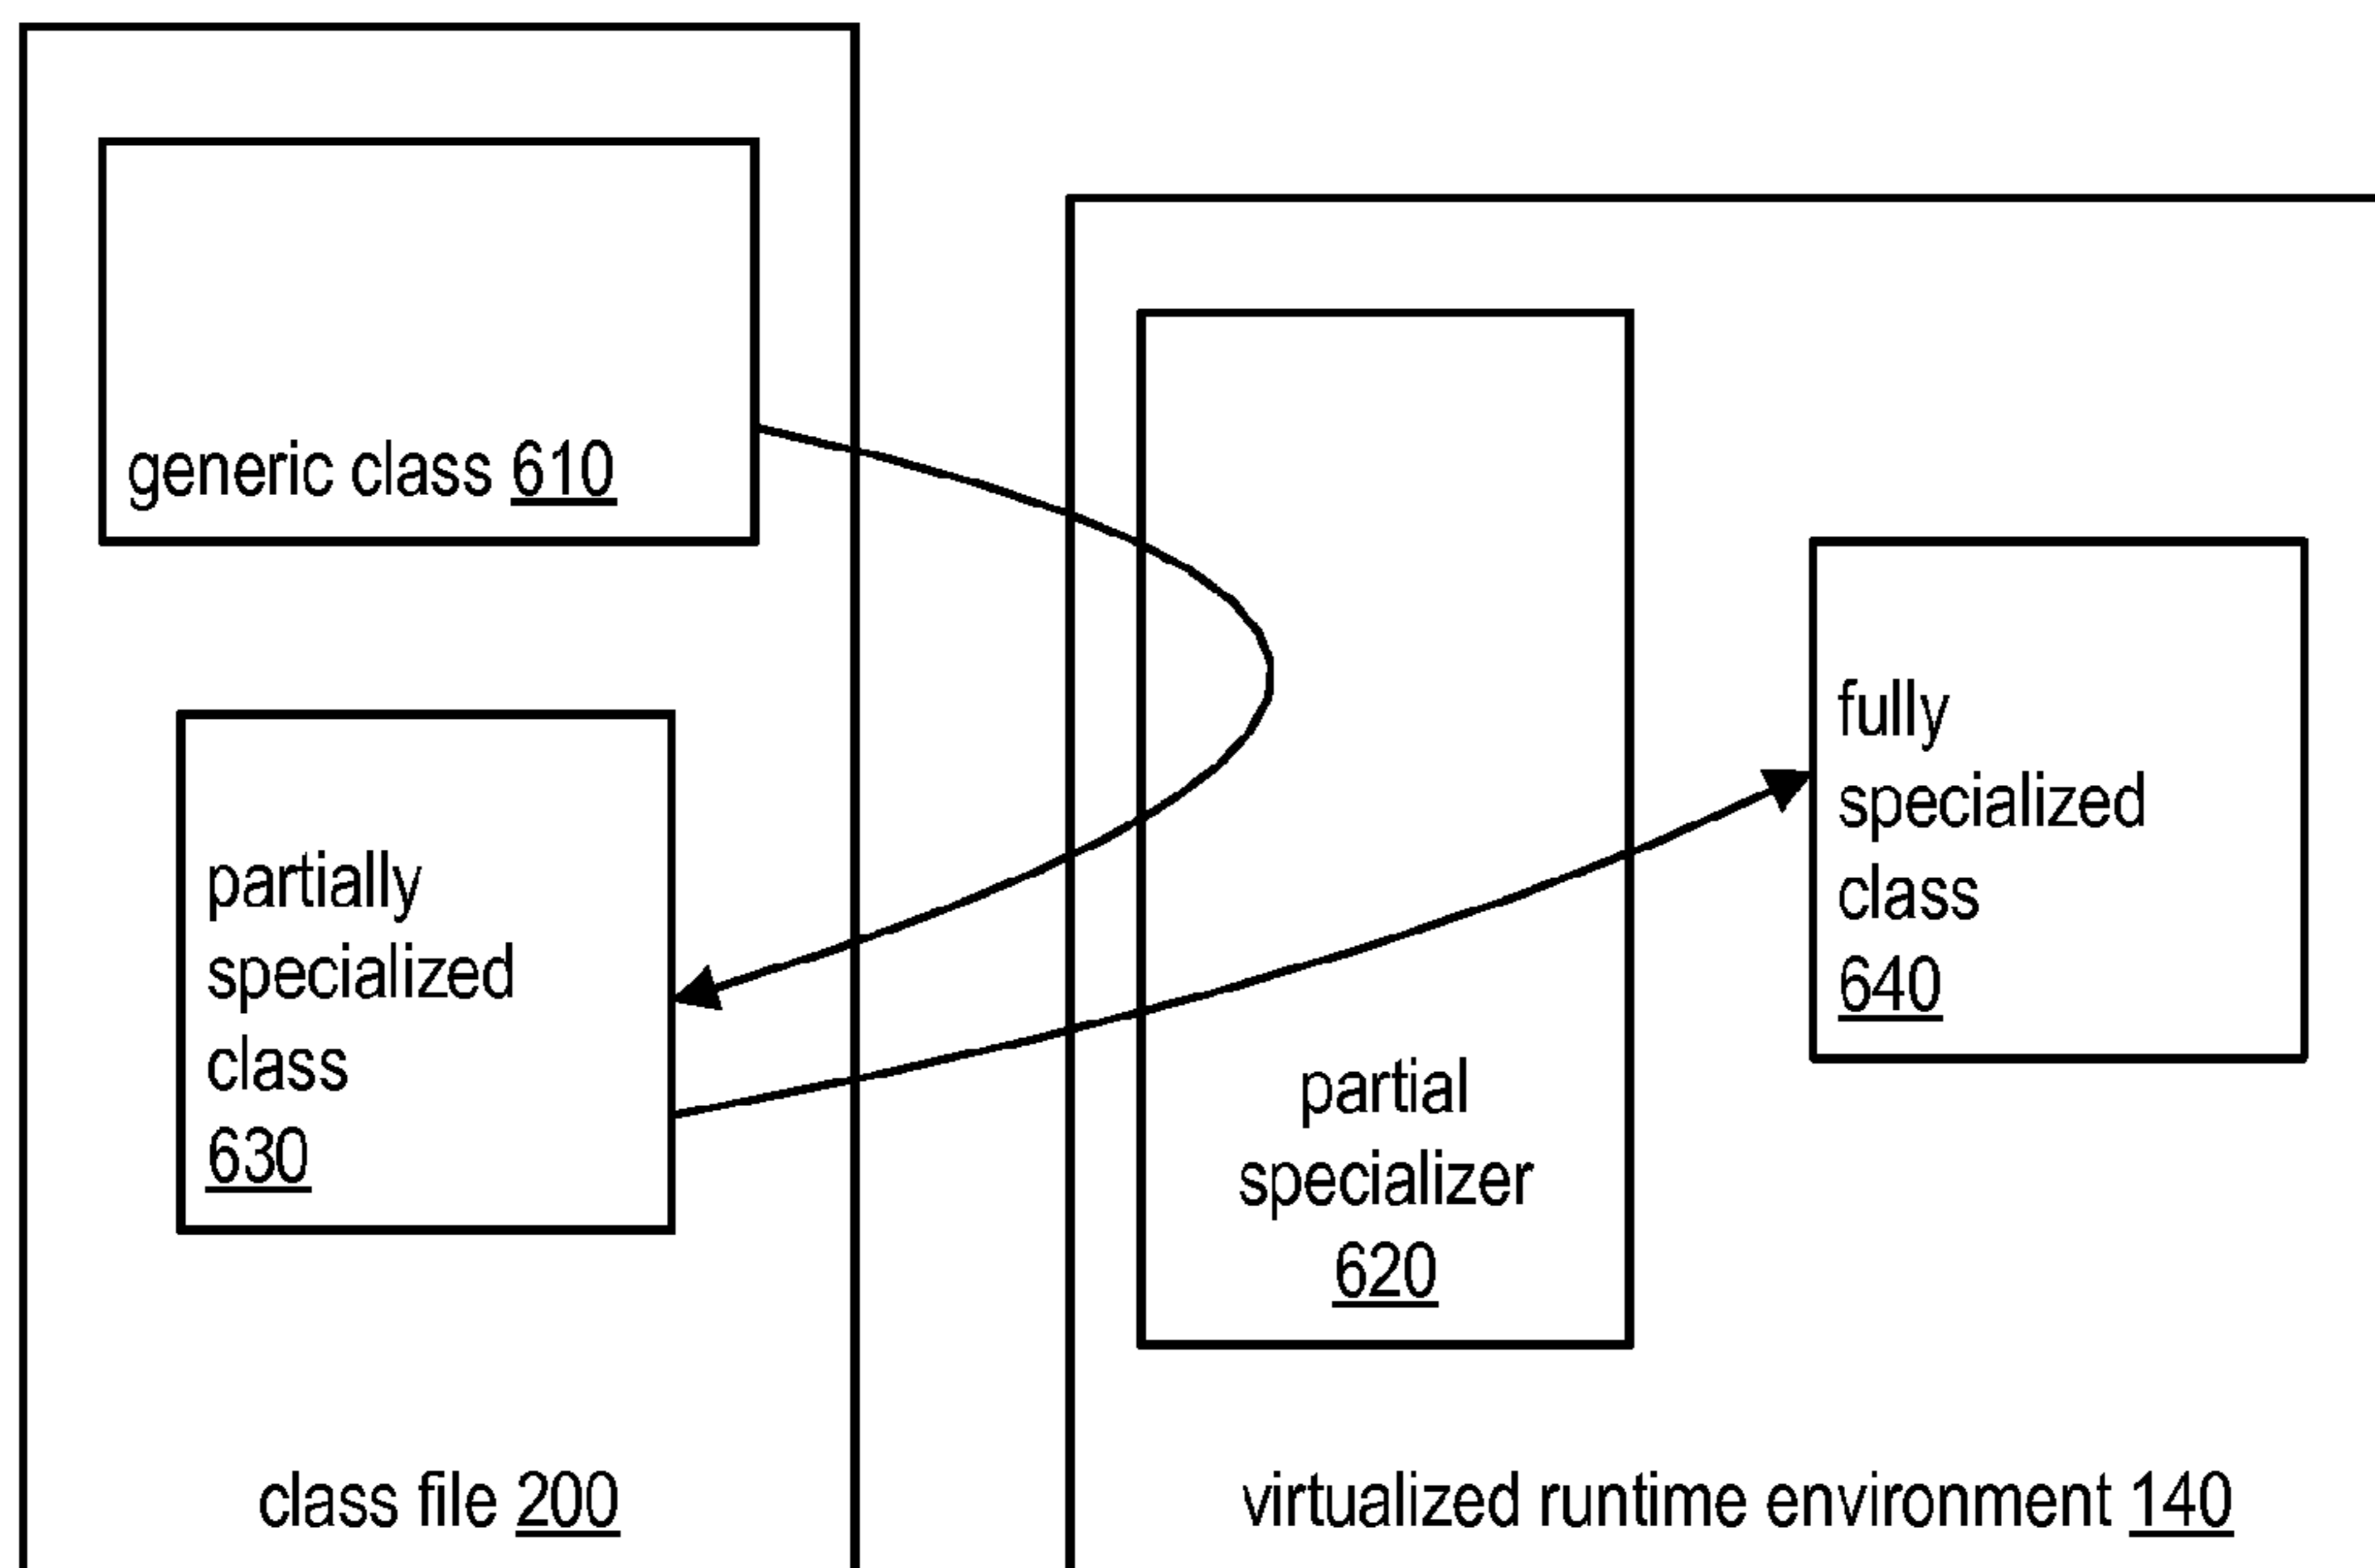 generic class 610
partially
specialized
class
630
class file 200
partial
specializer
620
fully
specialized
class
640
virtualized runtime environment 140